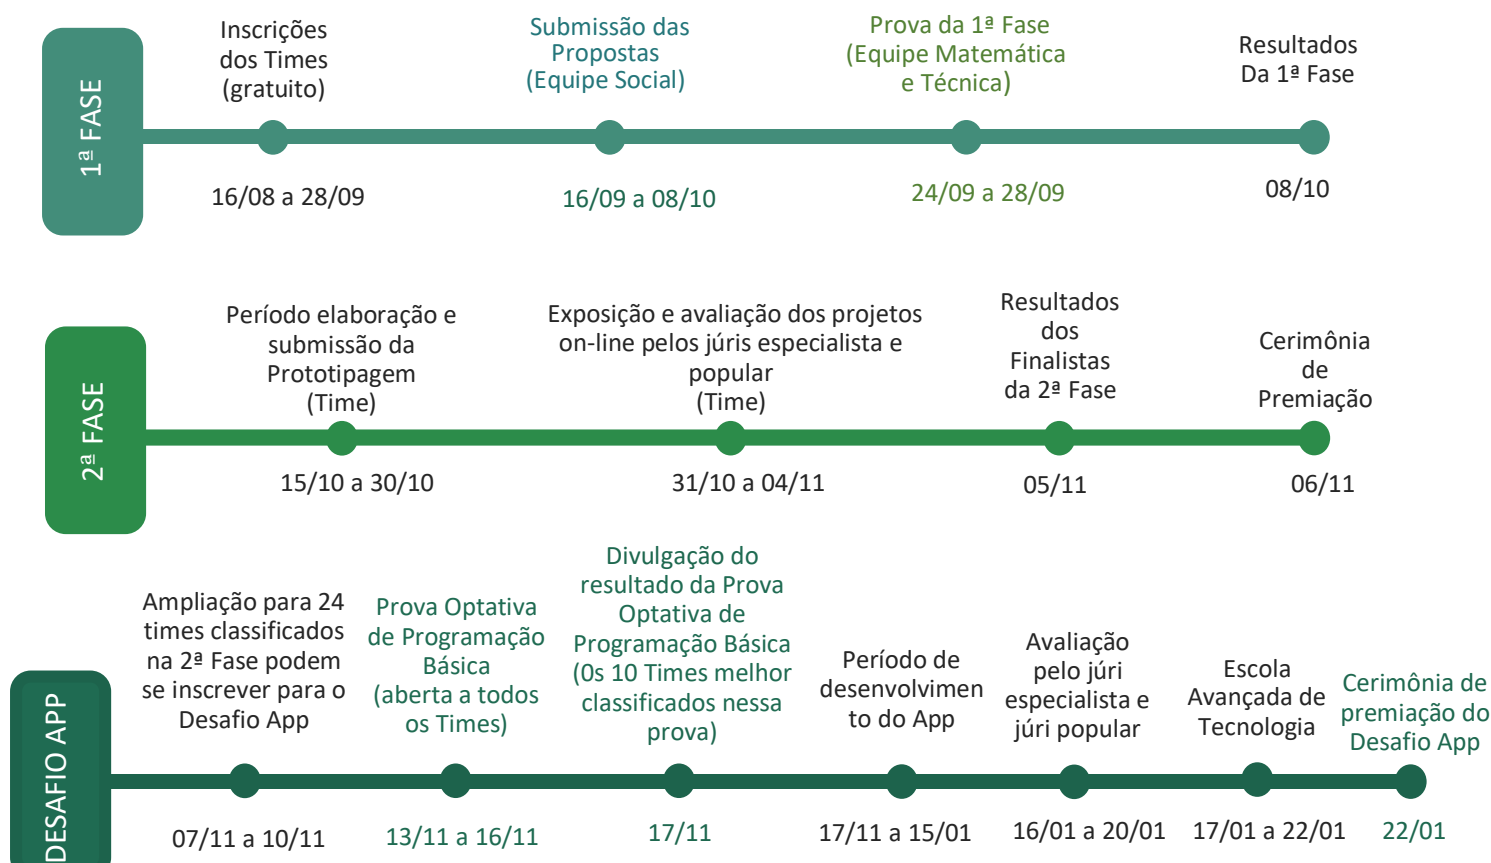 1ª FASE
Inscrições
dos Times
(gratuito)
16/08 a 28/09
Submissão das
Propostas
(Equipe Social)
16/09 a 08/10
Prova da 1ª Fase
(Equipe Matemática
e Técnica)
24/09 a 28/09
Resultados
Da 1ª Fase
08/10
2ª FASE
Período elaboração e
submissão da
Prototipagem
(Time)
15/10 a 30/10
Exposição e avaliação dos projetos
on-line pelos júris especialista e
popular
(Time)
31/10 a 04/11
Resultados
dos
Finalistas
da 2ª Fase
05/11
Cerimônia
de
Premiação
06/11
DESAFIO APP
Ampliação para 24
times classificados
na 2ª Fase podem
se inscrever para o
Desafio App
07/11 a 10/11
Prova Optativa
de Programação
Básica
(aberta a todos
os Times)
13/11 a 16/11
Divulgação do
resultado da Prova
Optativa de
Programação Básica
(0s 10 Times melhor
classificados nessa
prova)
17/11
Período de
desenvolvimen
to do App
17/11 a 15/01
Avaliação
pelo júri
especialista e
júri popular
16/01 a 20/01
Escola
Avançada de
Tecnologia
17/01 a 22/01
Cerimônia de
premiação do
Desafio App
22/01